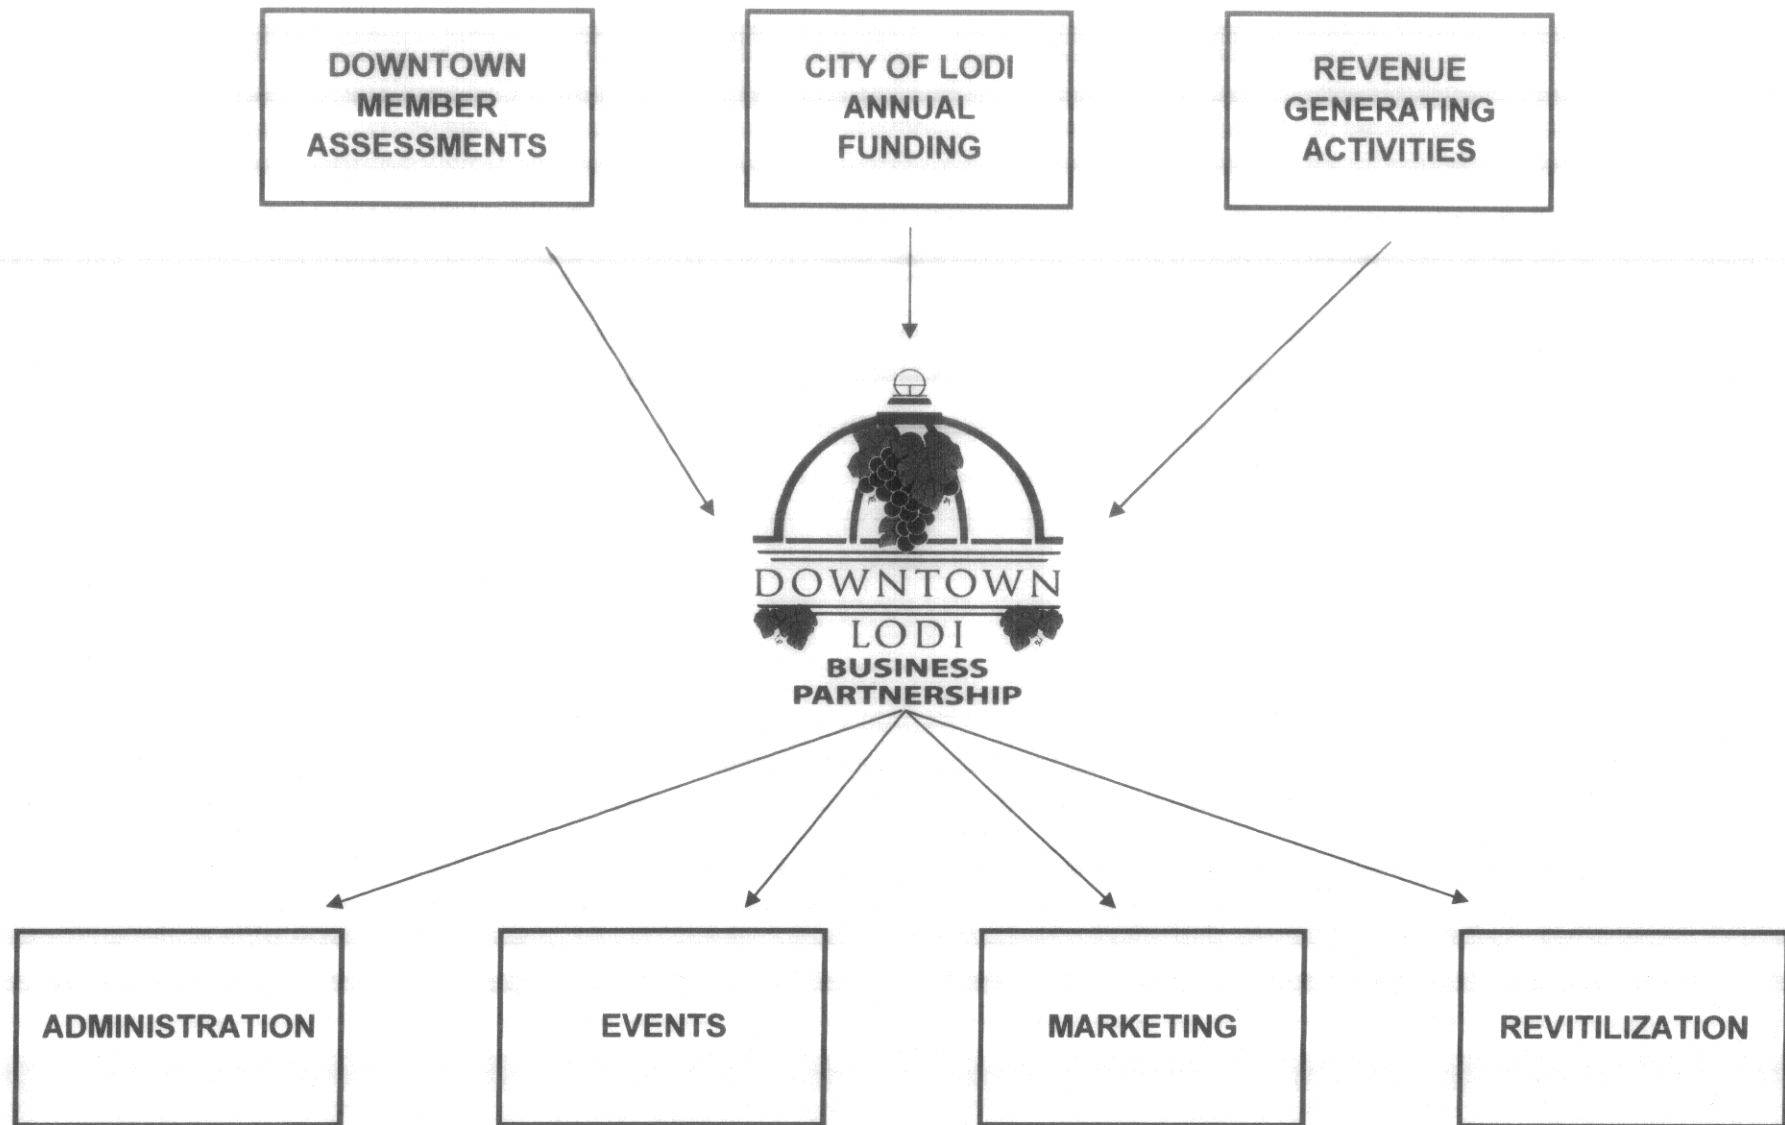 DOWNTOWN
MEMBER
ASSESSMENTS
CITY OF LODI
ANNUAL
FUNDING
REVENUE
GENERATING
ACTIVITIES
DOWNTOWN
LODI
BUSINESS
PARTNERSHIP
ADMINISTRATION
EVENTS
MARKETING
REVITILIZATION